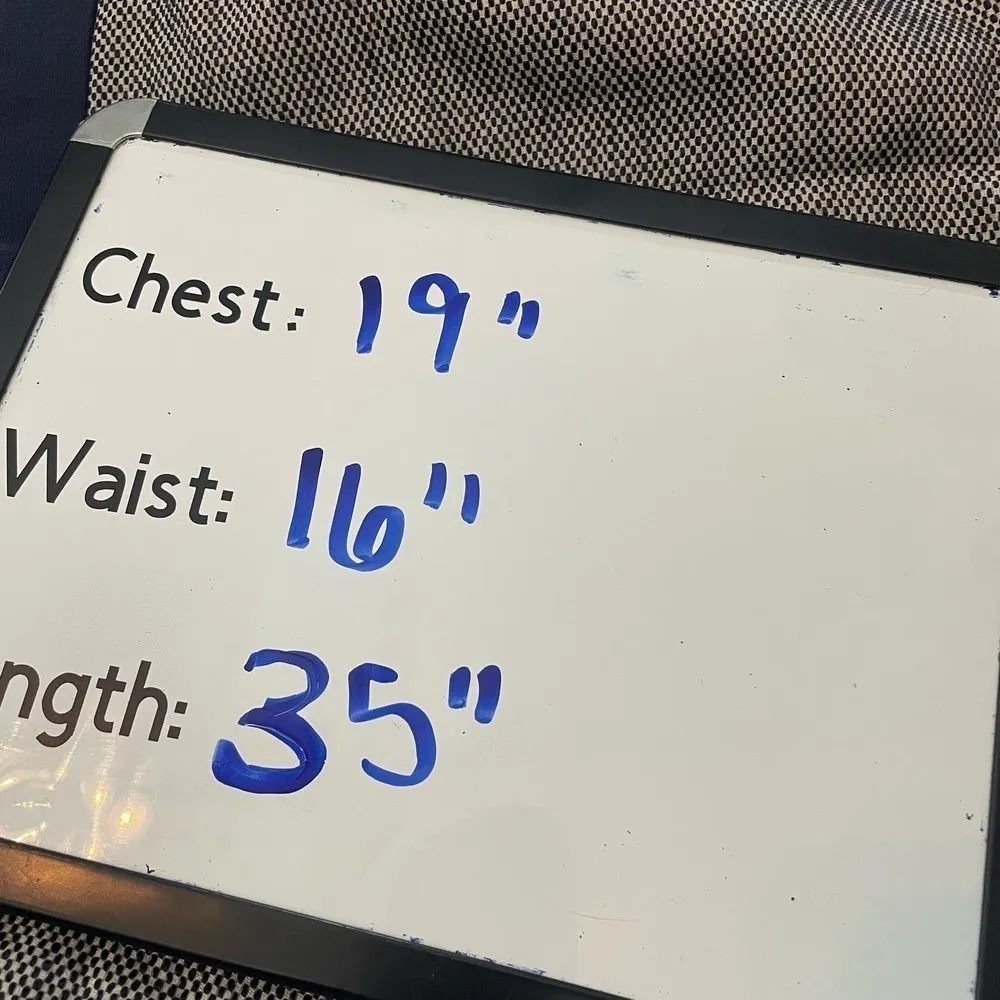 Chest: 19"
Waist: 16"
ngth: 35"